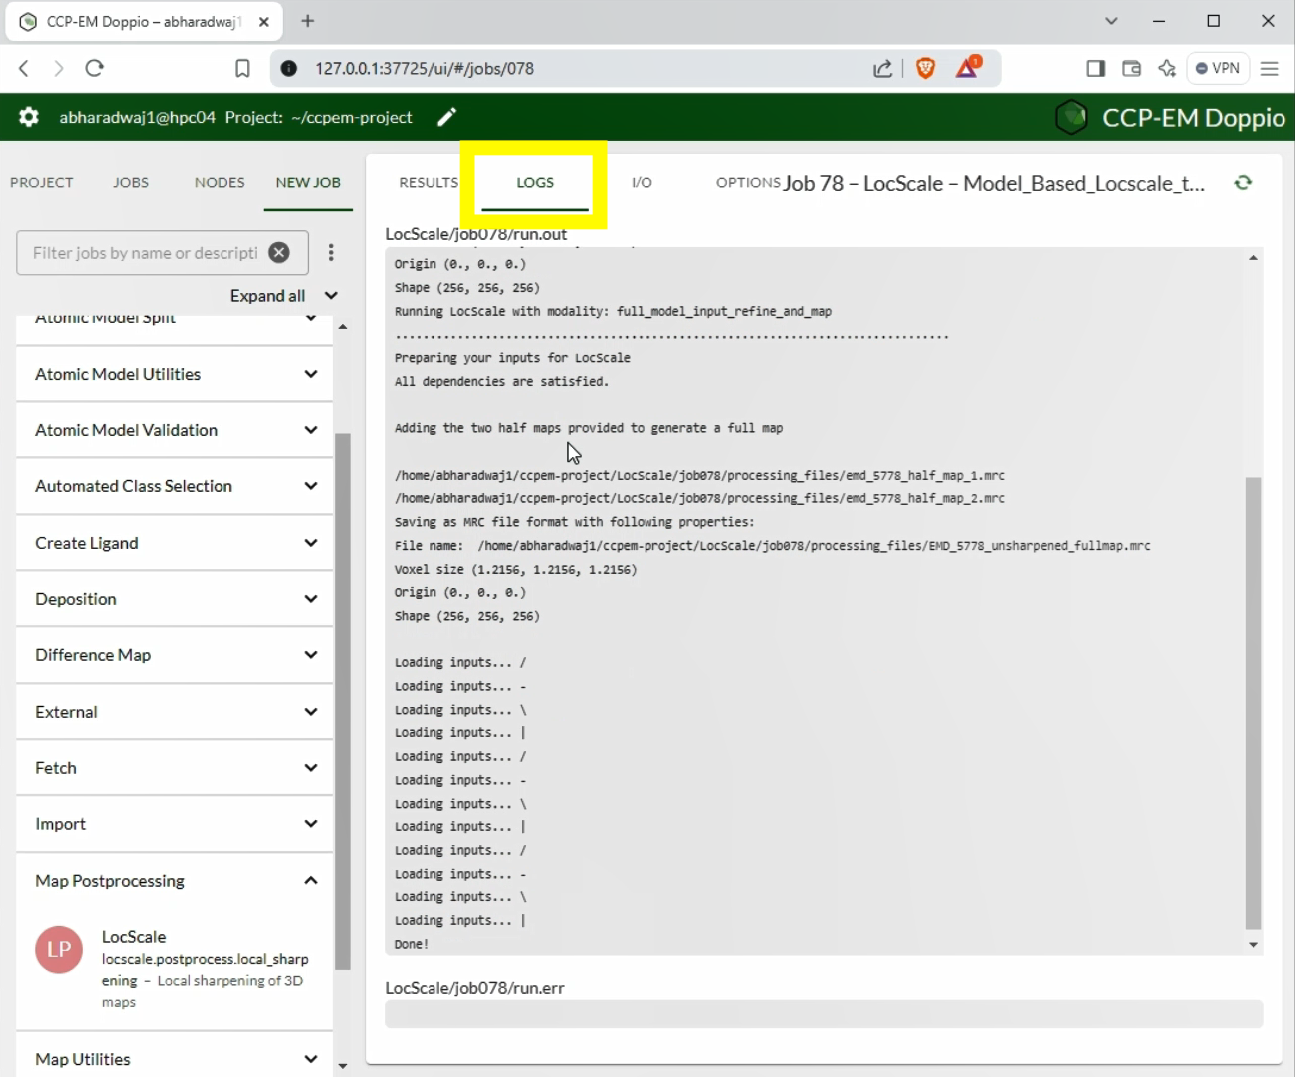 CCP-EM Doppio – abharadwaj1
127.0.0.1:37725/ui/#/jobs/078
1
VPN
abharadwaj1@hpc04 Project: ~/ccpem-project
CCP-EM Doppio
PROJECT JOBS NODES NEW JOB
RESULTS LOGS I/O OPTIONS Job 78 – LocScale – Model_Based_Locscale_t...
Filter jobs by name or descripti
Expand all
Atomic Model Split
Atomic Model Utilities
Atomic Model Validation
Automated Class Selection
Create Ligand
Deposition
Difference Map
External
Fetch
Import
Map Postprocessing
LP
LocScale
locscale.postprocess.local_sharp
ening – Local sharpening of 3D
maps
Map Utilities
LocScale/job078/run.out
Origin (0., 0., 0.)
Shape (256, 256, 256)
Running LocScale with modality: full_model_input_refine_and_map
................................................................................
Preparing your inputs for LocScale
All dependencies are satisfied.
Adding the two half maps provided to generate a full map
/home/abharadwaj1/ccpem-project/LocScale/job078/processing_files/emd_5778_half_map_1.mrc
/home/abharadwaj1/ccpem-project/LocScale/job078/processing_files/emd_5778_half_map_2.mrc
Saving as MRC file format with following properties:
File name:  /home/abharadwaj1/ccpem-project/LocScale/job078/processing_files/EMD_5778_unsharpened_fullmap.mrc
Voxel size (1.2156, 1.2156, 1.2156)
Origin (0., 0., 0.)
Shape (256, 256, 256)
Loading inputs... /
Loading inputs... -
Loading inputs... \
Loading inputs... |
Loading inputs... /
Loading inputs... -
Loading inputs... \
Loading inputs... |
Loading inputs... /
Loading inputs... -
Loading inputs... \
Loading inputs... |
Done!
LocScale/job078/run.err